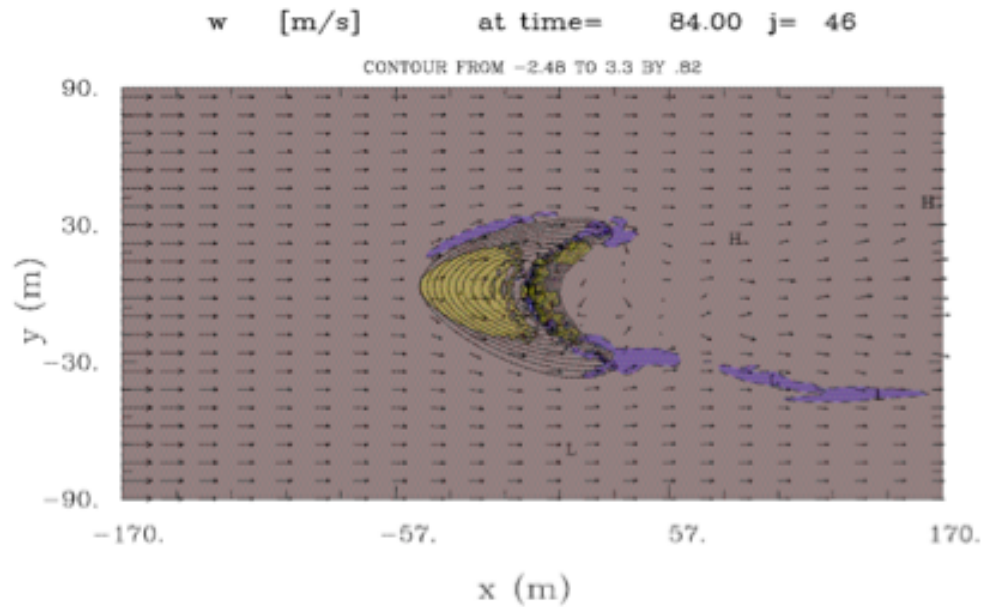 w [m/s] at time= 84.00 j= 46
CONTOUR FROM -2.48 TO 3.3 BY .82
90.
H
30.
H
y (m)
-30.
L
L
L
-90.
-170. -57. 57. 170.
x (m)